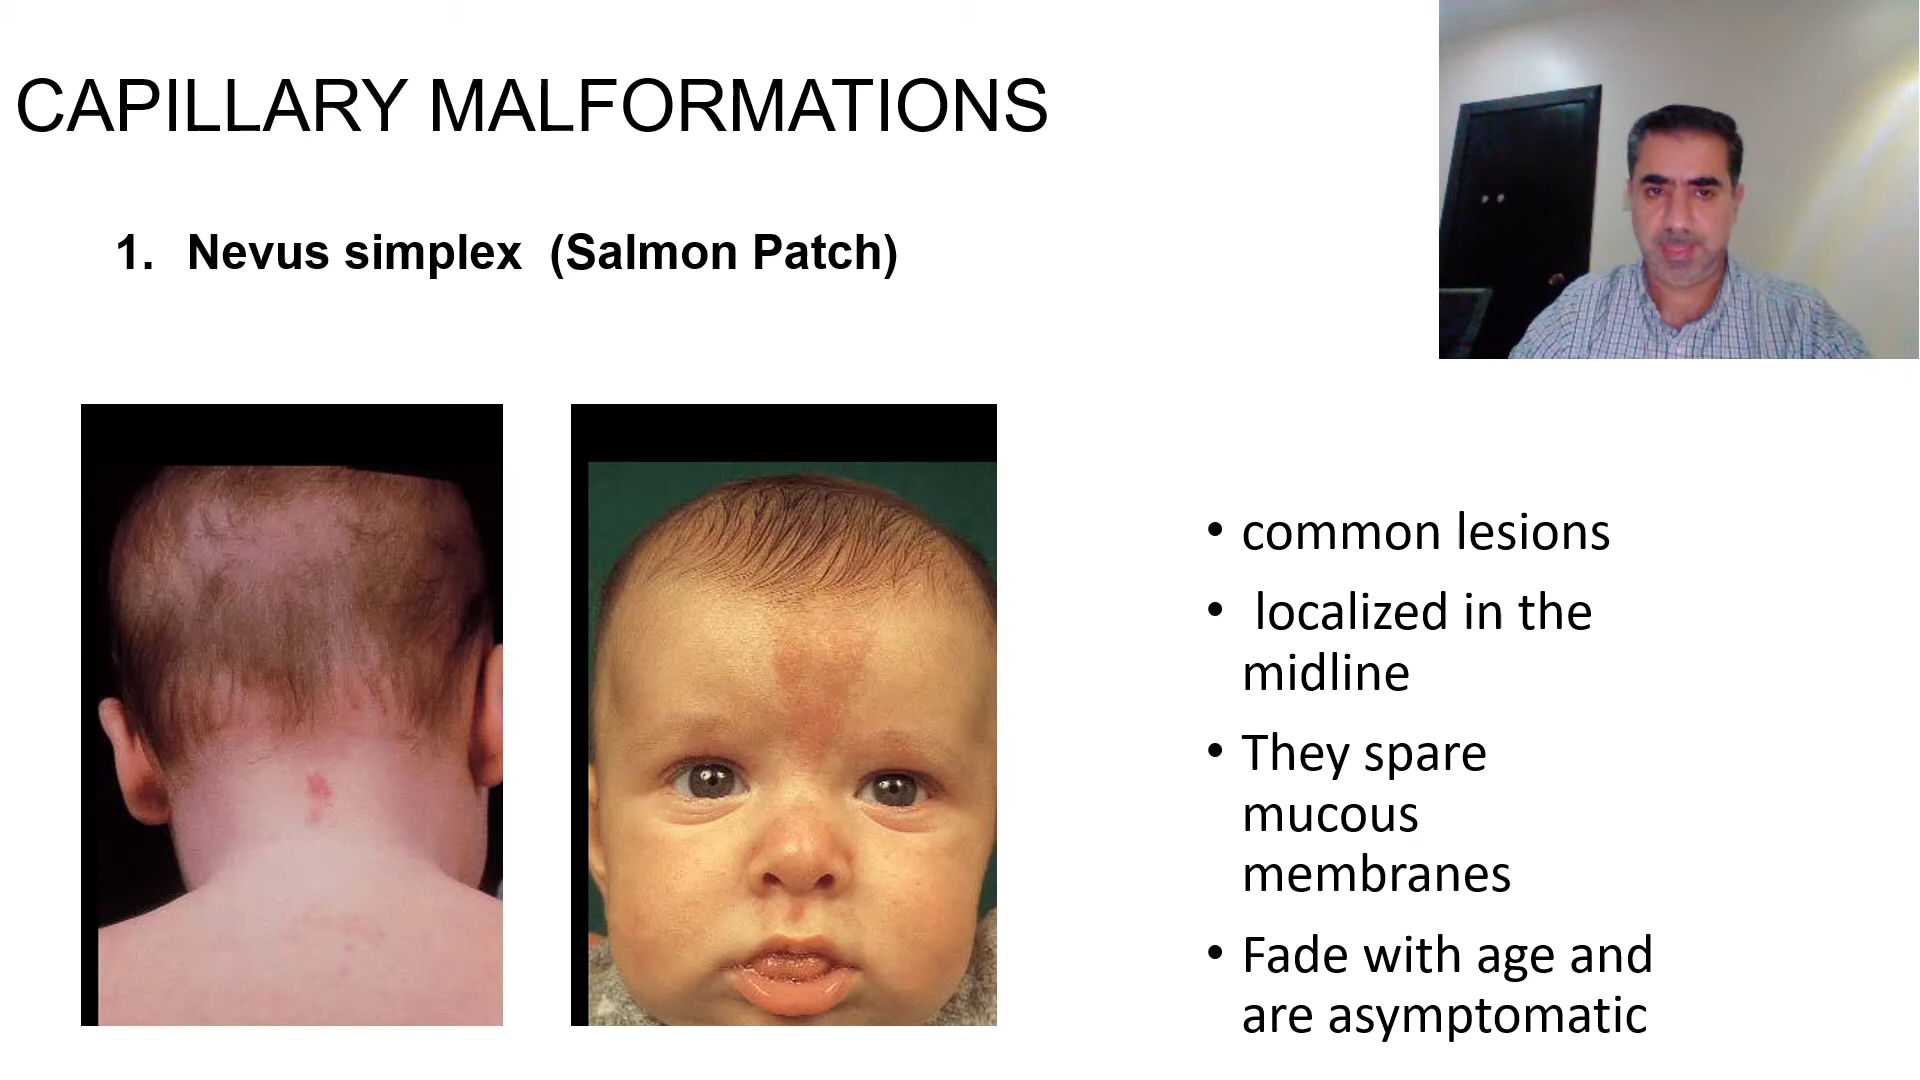 CAPILLARY MALFORMATIONS
1. Nevus simplex (Salmon Patch)
• common lesions
• localized in the
midline
• They spare
mucous
membranes
• Fade with age and
are asymptomatic